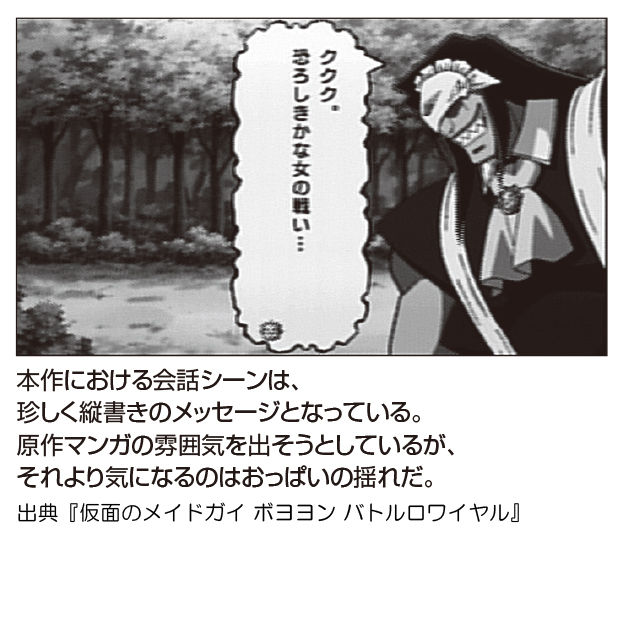 ククク。
恐ろしきかな女の戦い…
本作における会話シーンは、
珍しく縦書きのメッセージとなっている。
原作マンガの雰囲気を出そうとしているが、
それより気になるのはおっぱいの揺れだ。
出典『仮面のメイドガイ ボヨヨン バトルロワイヤル』